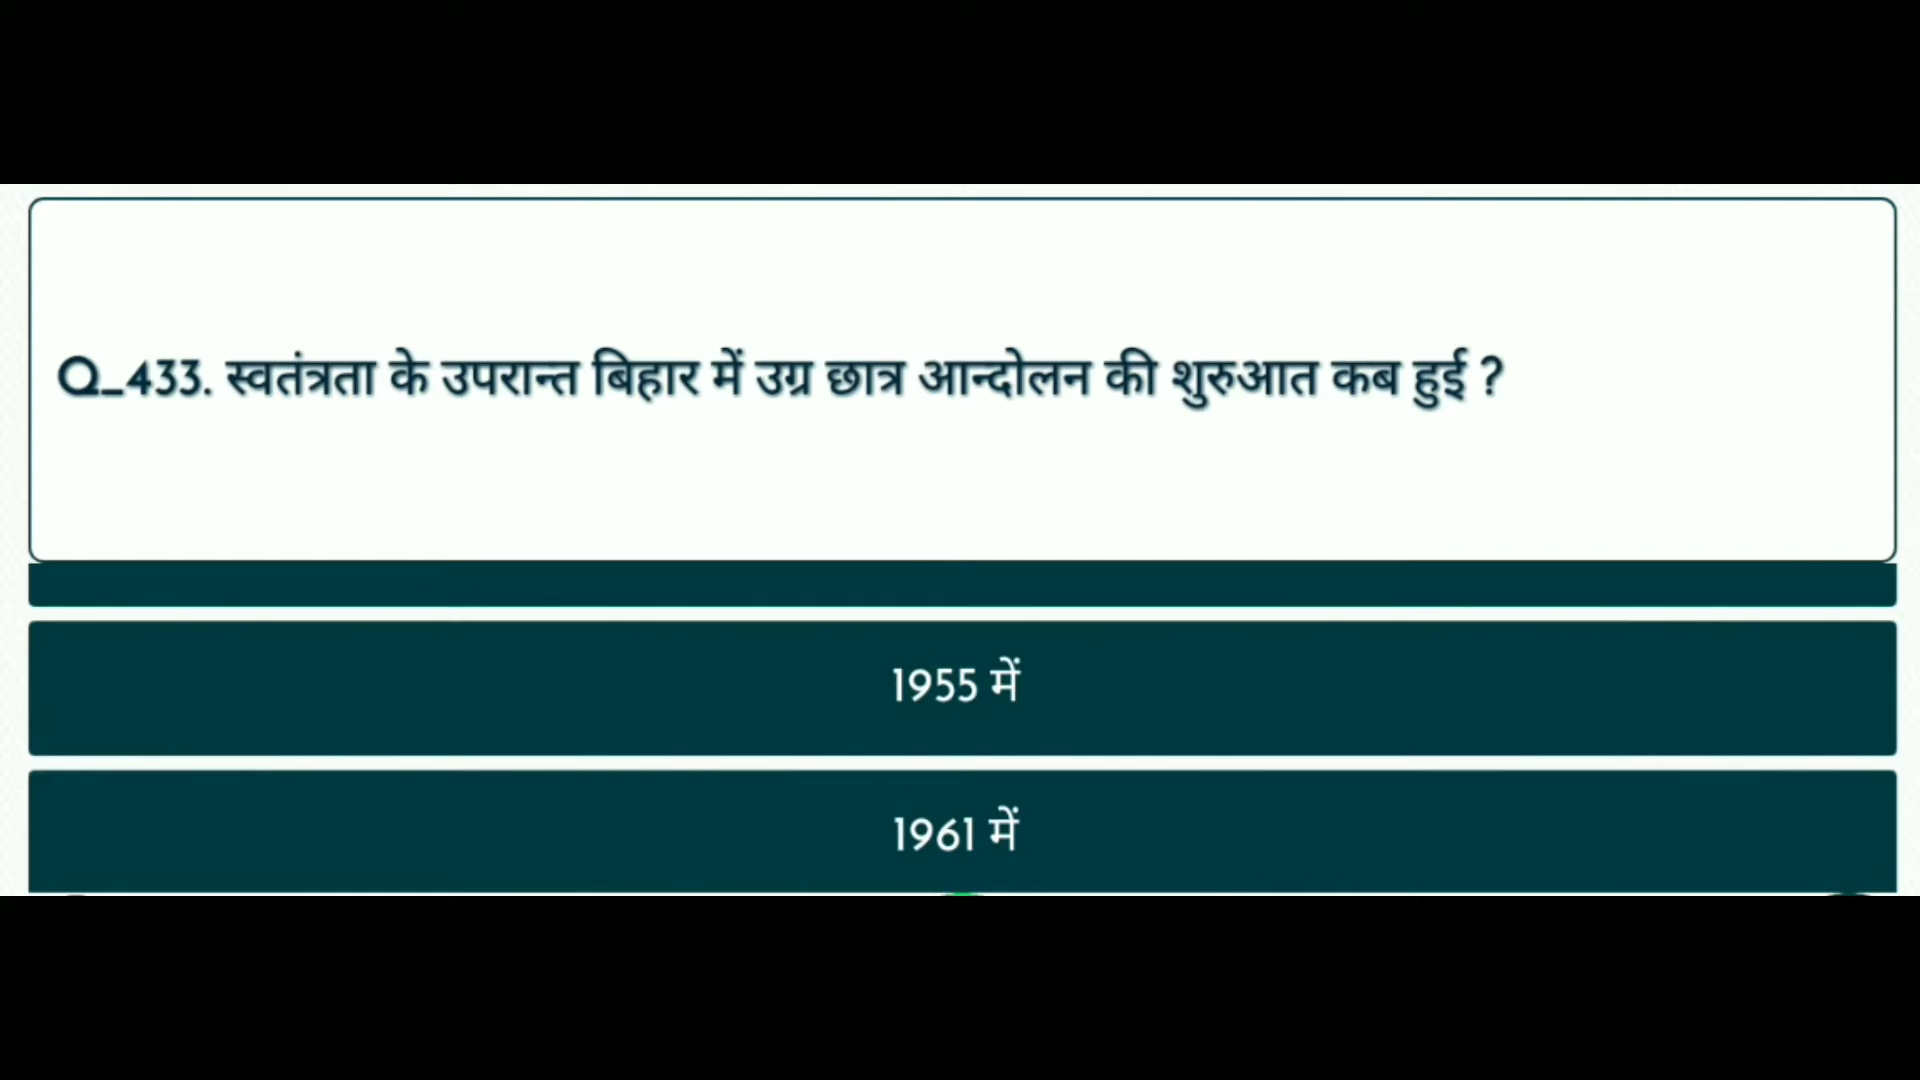 Q_433. स्वतंत्रता के उपरान्त बिहार में उग्र छात्र आन्दोलन की शुरुआत कब हुई ?
1955 में
1961 में